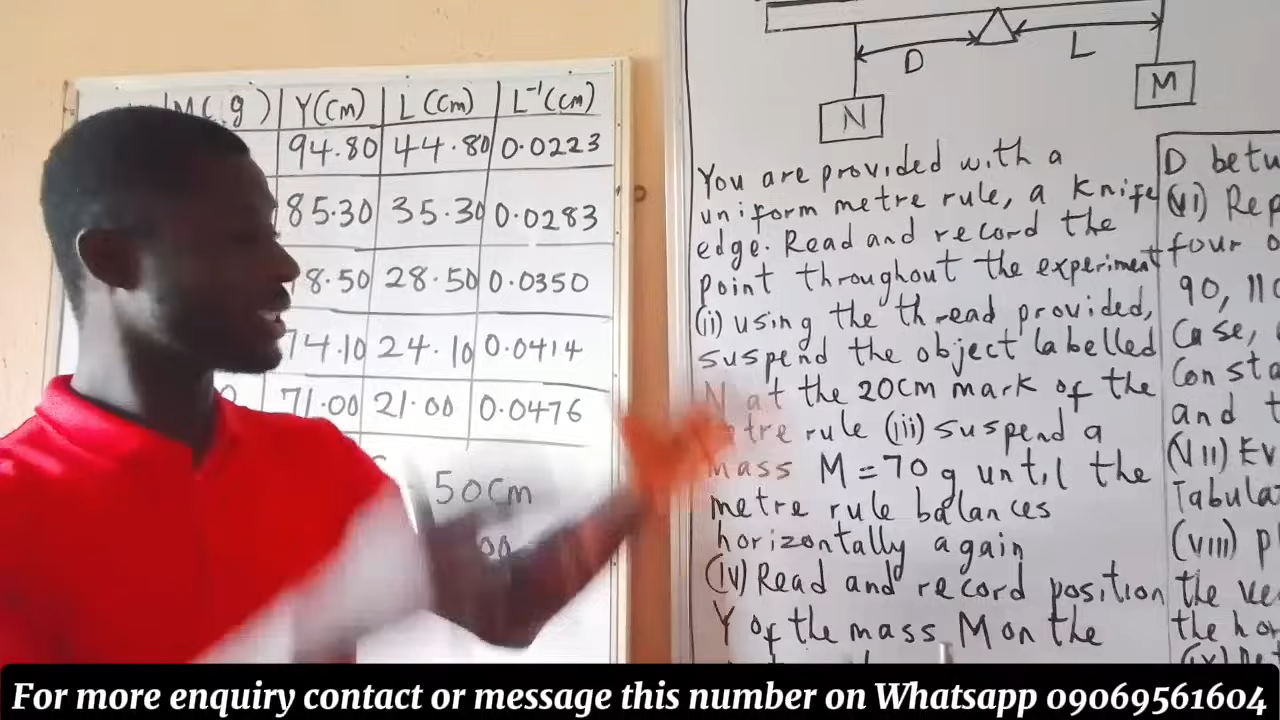 M( g) Y(Cm) L(Cm) L⁻¹(cm)
94.80 44.80 0.0223
85.30 35.30 0.0283
8.50 28.50 0.0350
74.10 24.10 0.0414
71.00 21.00 0.0476
50cm
D L
N M
You are provided with a
uniform metre rule, a Knife
edge. Read and record the
point throughout the experiment
(ii) using the thread provided,
suspend the object labelled
N at the 20cm mark of the
metre rule (iii) suspend a
mass M = 70 g until the
metre rule balances
horizontally again
(iv) Read and record position
Y of the mass M on the
D betw
(vi) Rep
four o
90, 110
Case,
Consta
and t
(vii) Ev
Tabula
(viii) pl
the ve
the ho
For more enquiry contact or message this number on Whatsapp 09069561604